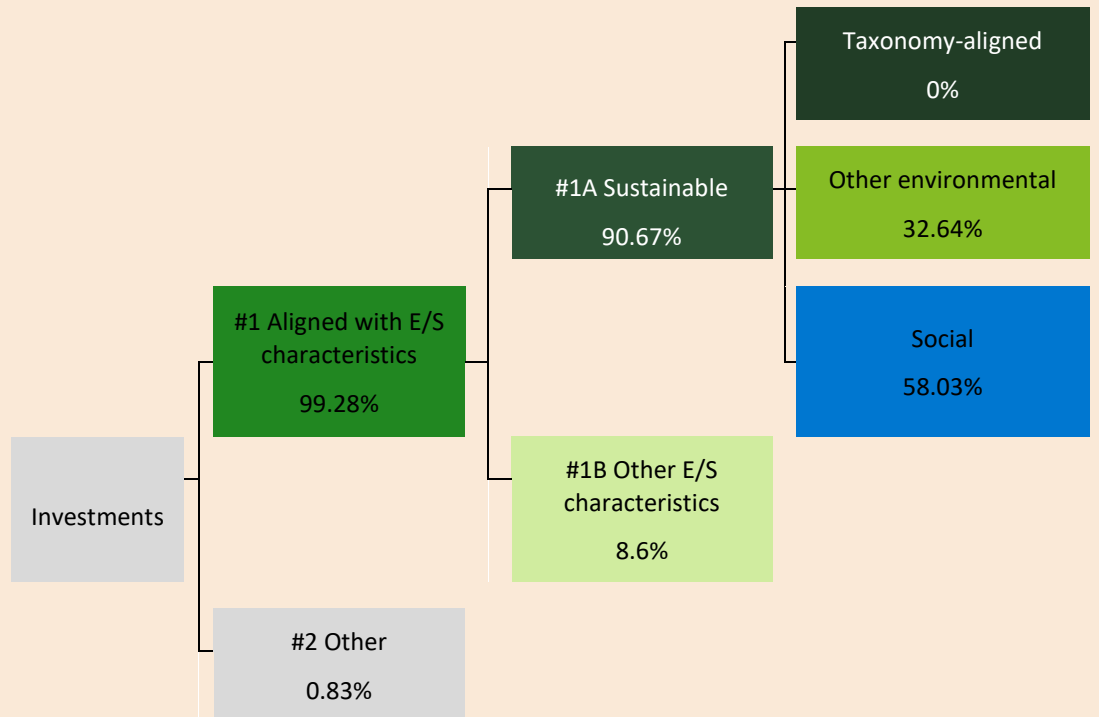 Taxonomy-aligned
0%
#1A Sustainable
90.67%
Other environmental
32.64%
#1 Aligned with E/S
characteristics
99.28%
Social
58.03%
Investments
#1B Other E/S
characteristics
8.6%
#2 Other
0.83%